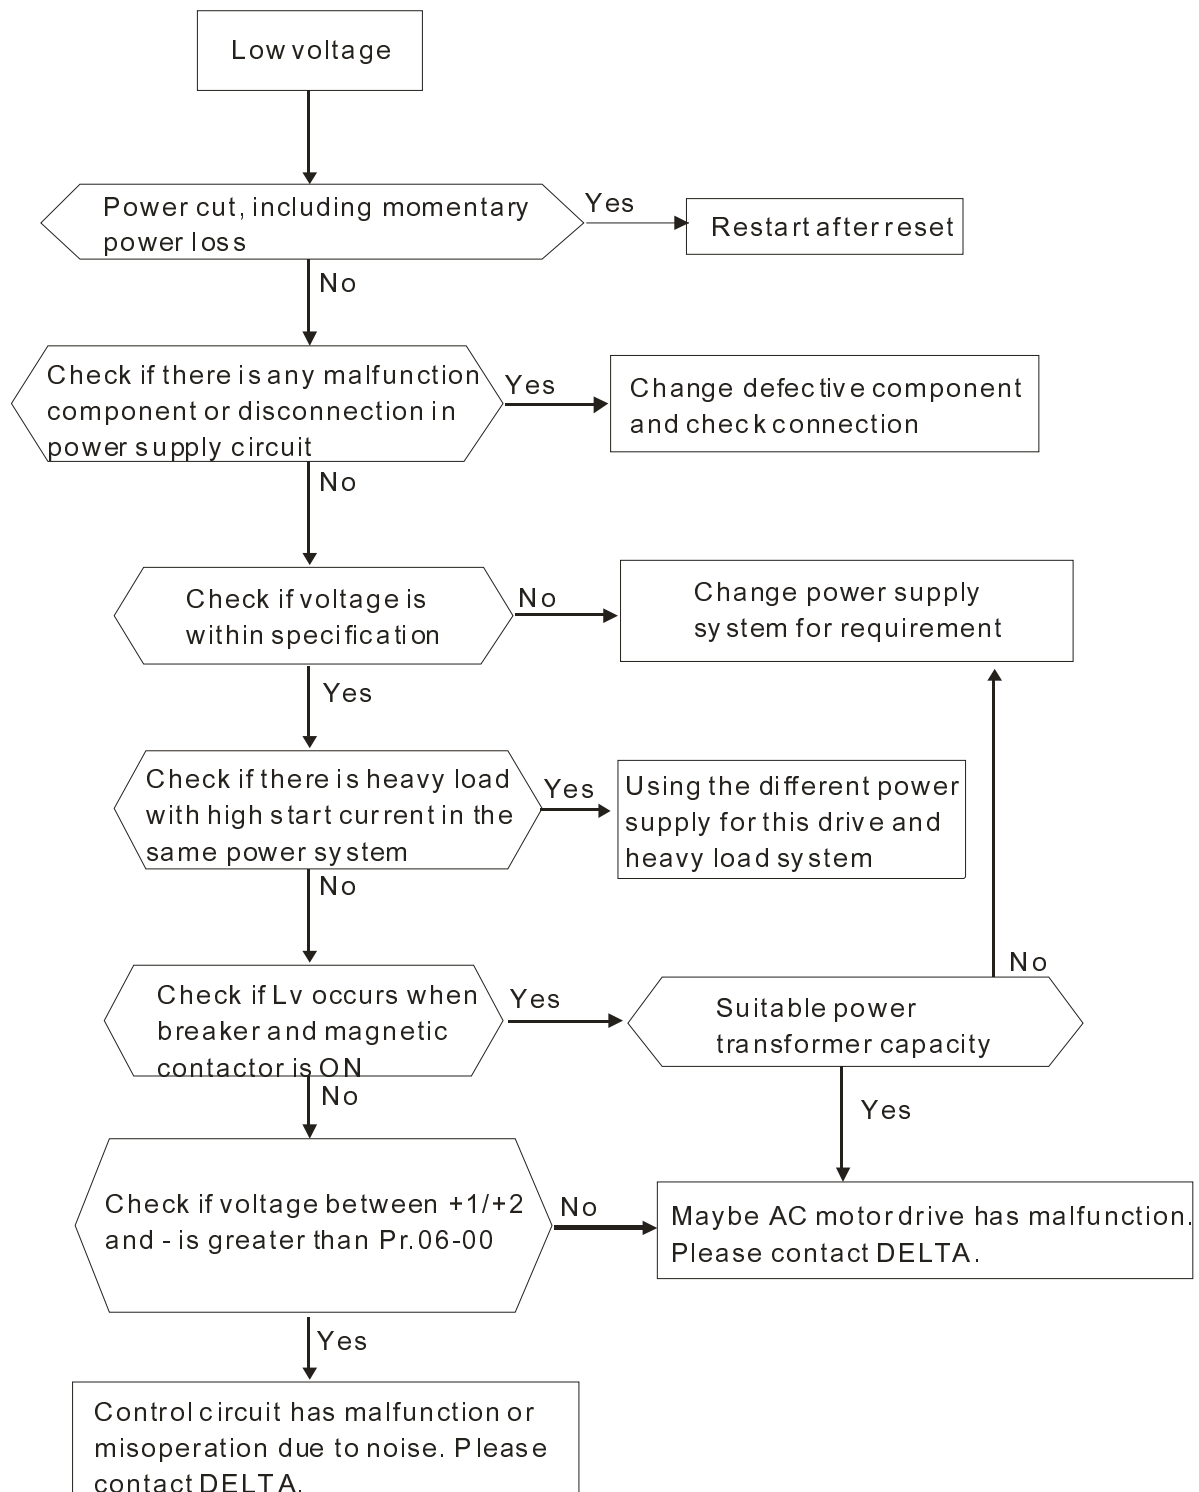 Low voltage
Power cut, including momentary
power loss
Yes
Restart after reset
No
Check if there is any malfunction
component or disconnection in
power supply circuit
Yes
Change defective component
and check connection
No
Check if voltage is
within specification
No
Change power supply
system for requirement
Yes
Check if there is heavy load
with high start current in the
same power system
Yes
Using the different power
supply for this drive and
heavy load system
No
Check if Lv occurs when
breaker and magnetic
contactor is ON
Yes
Suitable power
transformer capacity
No
No
Yes
Check if voltage between +1/+2
and - is greater than Pr.06-00
No
Maybe AC motor drive has malfunction.
Please contact DELTA.
Yes
Control circuit has malfunction or
misoperation due to noise. Please
contact DELTA.